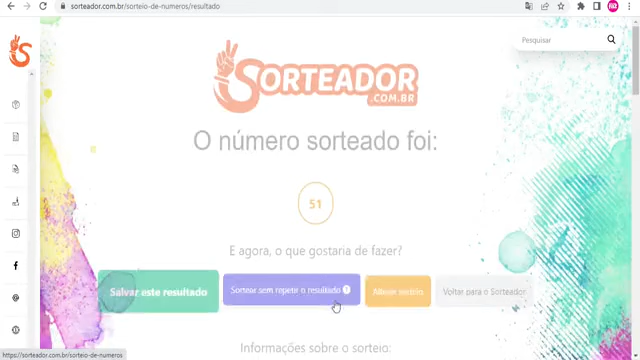 sorteador.com.br/sorteio-de-numeros/resultado
Pesquisar
SORTEADOR
.COM.BR
O número sorteado foi:
51
E agora, o que gostaria de fazer?
Salvar este resultado
Sortear sem repetir o resultado
Alterar sorteio
Voltar para o Sorteador
Informações sobre o sorteio:
https://sorteador.com.br/sorteio-de-numeros